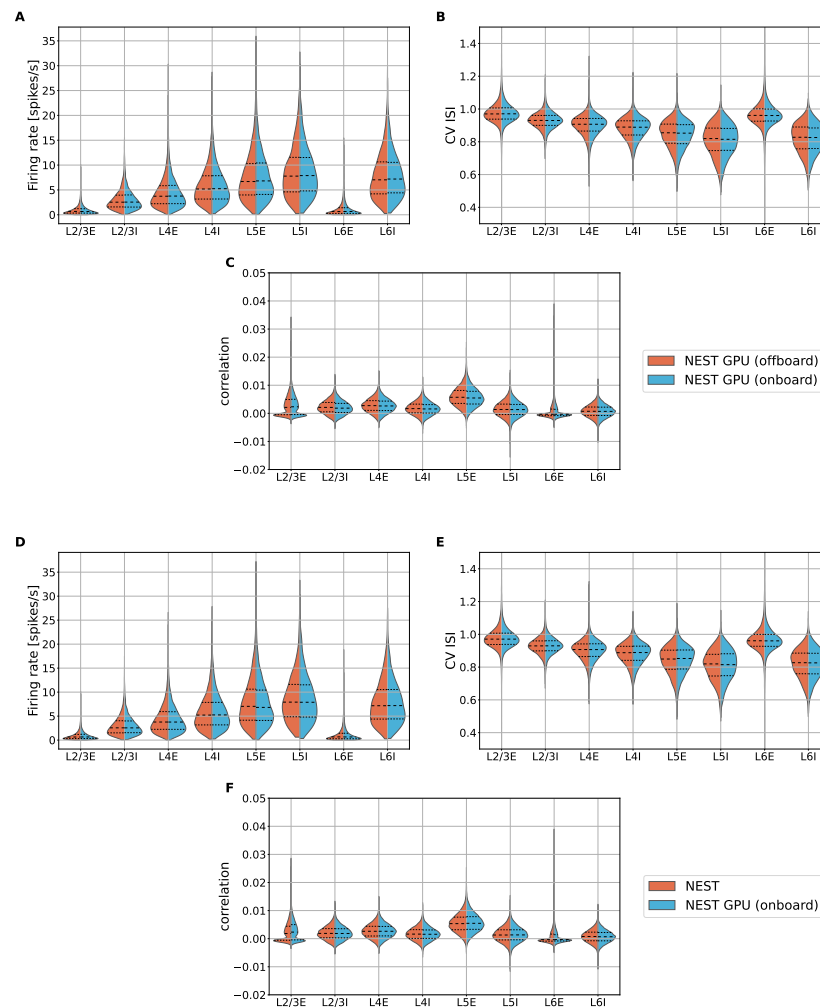 A
B
Firing rate [spikes/s]
35
30
25
20
15
10
5
0
L2/3E L2/3I L4E L4I L5E L5I L6E L6I
CV ISI
1.4
1.2
1.0
0.8
0.6
0.4
L2/3E L2/3I L4E L4I L5E L5I L6E L6I
C
correlation
0.05
0.04
0.03
0.02
0.01
0.00
−0.01
−0.02
L2/3E L2/3I L4E L4I L5E L5I L6E L6I
NEST GPU (offboard)
NEST GPU (onboard)
D
E
Firing rate [spikes/s]
35
30
25
20
15
10
5
0
L2/3E L2/3I L4E L4I L5E L5I L6E L6I
CV ISI
1.4
1.2
1.0
0.8
0.6
0.4
L2/3E L2/3I L4E L4I L5E L5I L6E L6I
F
correlation
0.05
0.04
0.03
0.02
0.01
0.00
−0.01
−0.02
L2/3E L2/3I L4E L4I L5E L5I L6E L6I
NEST
NEST GPU (onboard)